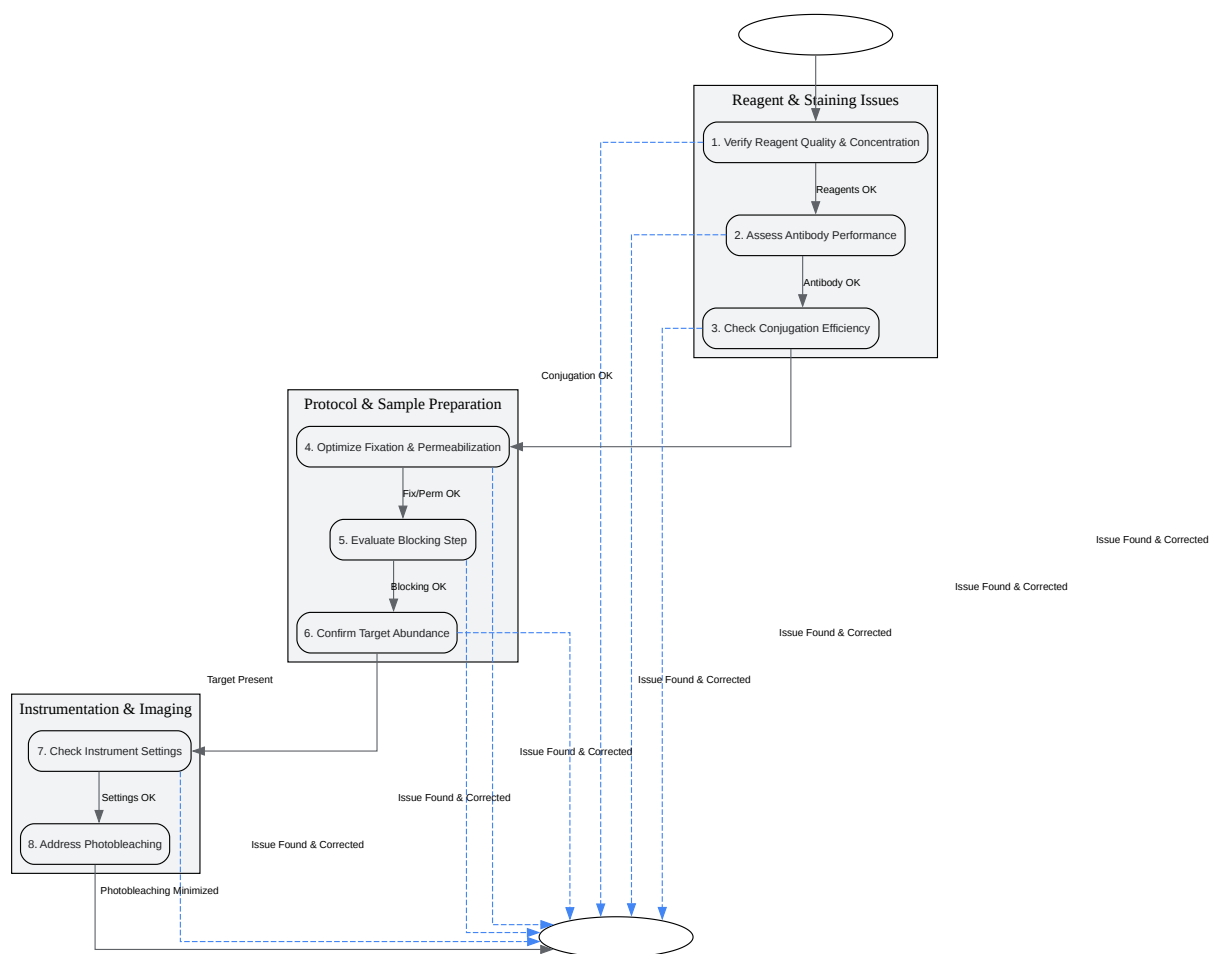 Reagent & Staining Issues
1. Verify Reagent Quality & Concentration
Reagents OK
2. Assess Antibody Performance
Antibody OK
3. Check Conjugation Efficiency
Conjugation OK
Protocol & Sample Preparation
4. Optimize Fixation & Permeabilization
Fix/Perm OK
5. Evaluate Blocking Step
Issue Found & Corrected
Blocking OK
Issue Found & Corrected
6. Confirm Target Abundance
Issue Found & Corrected
Target Present
Issue Found & Corrected
Instrumentation & Imaging
7. Check Instrument Settings
Issue Found & Corrected
Settings OK
Issue Found & Corrected
8. Address Photobleaching
Issue Found & Corrected
Photobleaching Minimized